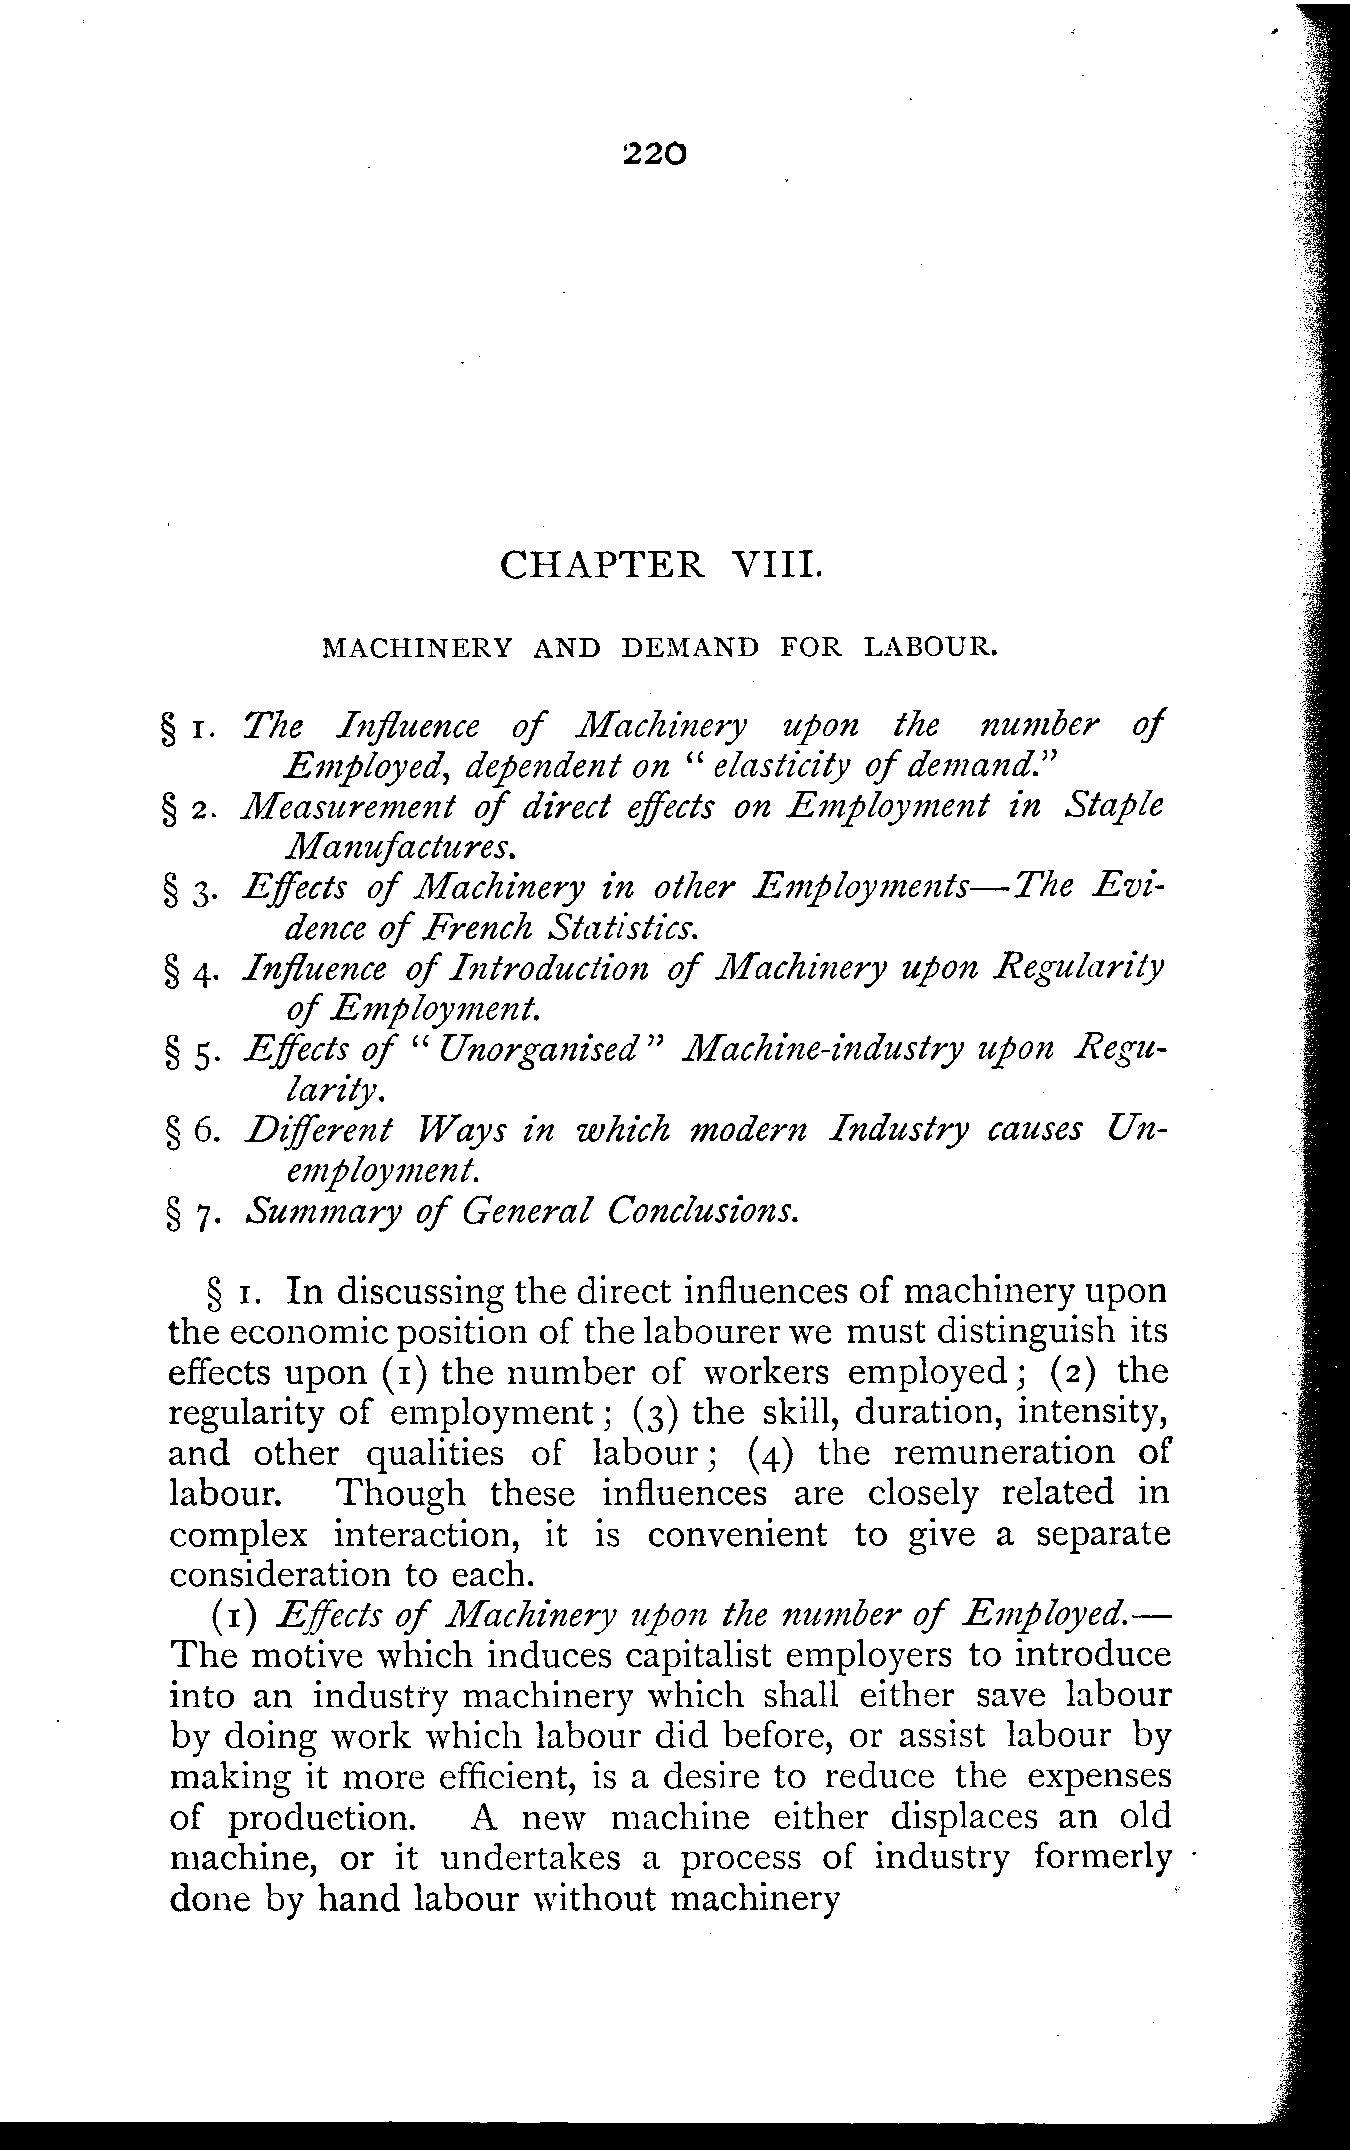 220
CHAPTER VIII.
MACHINERY AND DEMAND FOR LABOUR.
§ 1. The Influence of Machinery upon the number of
Employed, dependent on “ elasticity of demand.”
§ 2. Measurement of direct effects on Employment in Staple
Manufactures.
§ 3. Effects of Machinery in other Employments—The Evi-
dence of French Statistics.
§ 4. Influence of Introduction of Machinery upon Regularity
of Employment.
§ 5. Effects of “ Unorganised ” Machine-industry upon Regu-
larity.
§ 6. Different Ways in which modern Industry causes Un-
employment.
§ 7. Summary of General Conclusions.
§ 1. In discussing the direct influences of machinery upon
the economic position of the labourer we must distinguish its
effects upon (1) the number of workers employed ; (2) the
regularity of employment ; (3) the skill, duration, intensity,
and other qualities of labour ; (4) the remuneration of
labour. Though these influences are closely related in
complex interaction, it is convenient to give a separate
consideration to each.
(1) Effects of Machinery upon the number of Employed.—
The motive which induces capitalist employers to introduce
into an industry machinery which shall either save labour
by doing work which labour did before, or assist labour by
making it more efficient, is a desire to reduce the expenses
of production. A new machine either displaces an old
machine, or it undertakes a process of industry formerly
done by hand labour without machinery